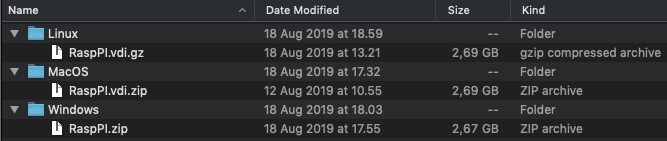 Name Date Modified Size Kind
Linux 18 Aug 2019 at 18.59 -- Folder
RaspPI.vdi.gz 18 Aug 2019 at 13.21 2,69 GB gzip compressed archive
MacOS 18 Aug 2019 at 17.32 -- Folder
RaspPI.vdi.zip 12 Aug 2019 at 10.55 2,69 GB ZIP archive
Windows 18 Aug 2019 at 18.03 -- Folder
RaspPI.zip 18 Aug 2019 at 17.55 2,67 GB ZIP archive